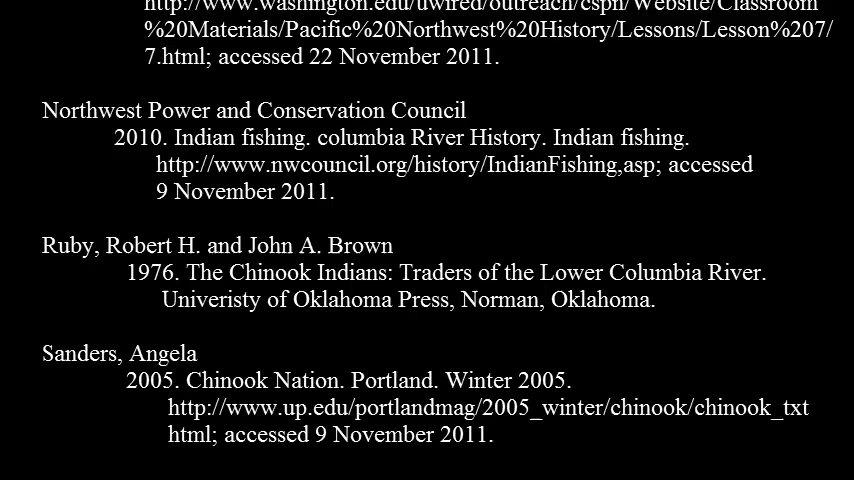 http://www.washington.edu/uwired/outreach/cspn/Website/Classroom
%20Materials/Pacific%20Northwest%20History/Lessons/Lesson%207/
7.html; accessed 22 November 2011.
Northwest Power and Conservation Council
2010. Indian fishing. columbia River History. Indian fishing.
http://www.nwcouncil.org/history/IndianFishing,asp; accessed
9 November 2011.
Ruby, Robert H. and John A. Brown
1976. The Chinook Indians: Traders of the Lower Columbia River.
Univeristy of Oklahoma Press, Norman, Oklahoma.
Sanders, Angela
2005. Chinook Nation. Portland. Winter 2005.
http://www.up.edu/portlandmag/2005_winter/chinook/chinook_txt
html; accessed 9 November 2011.